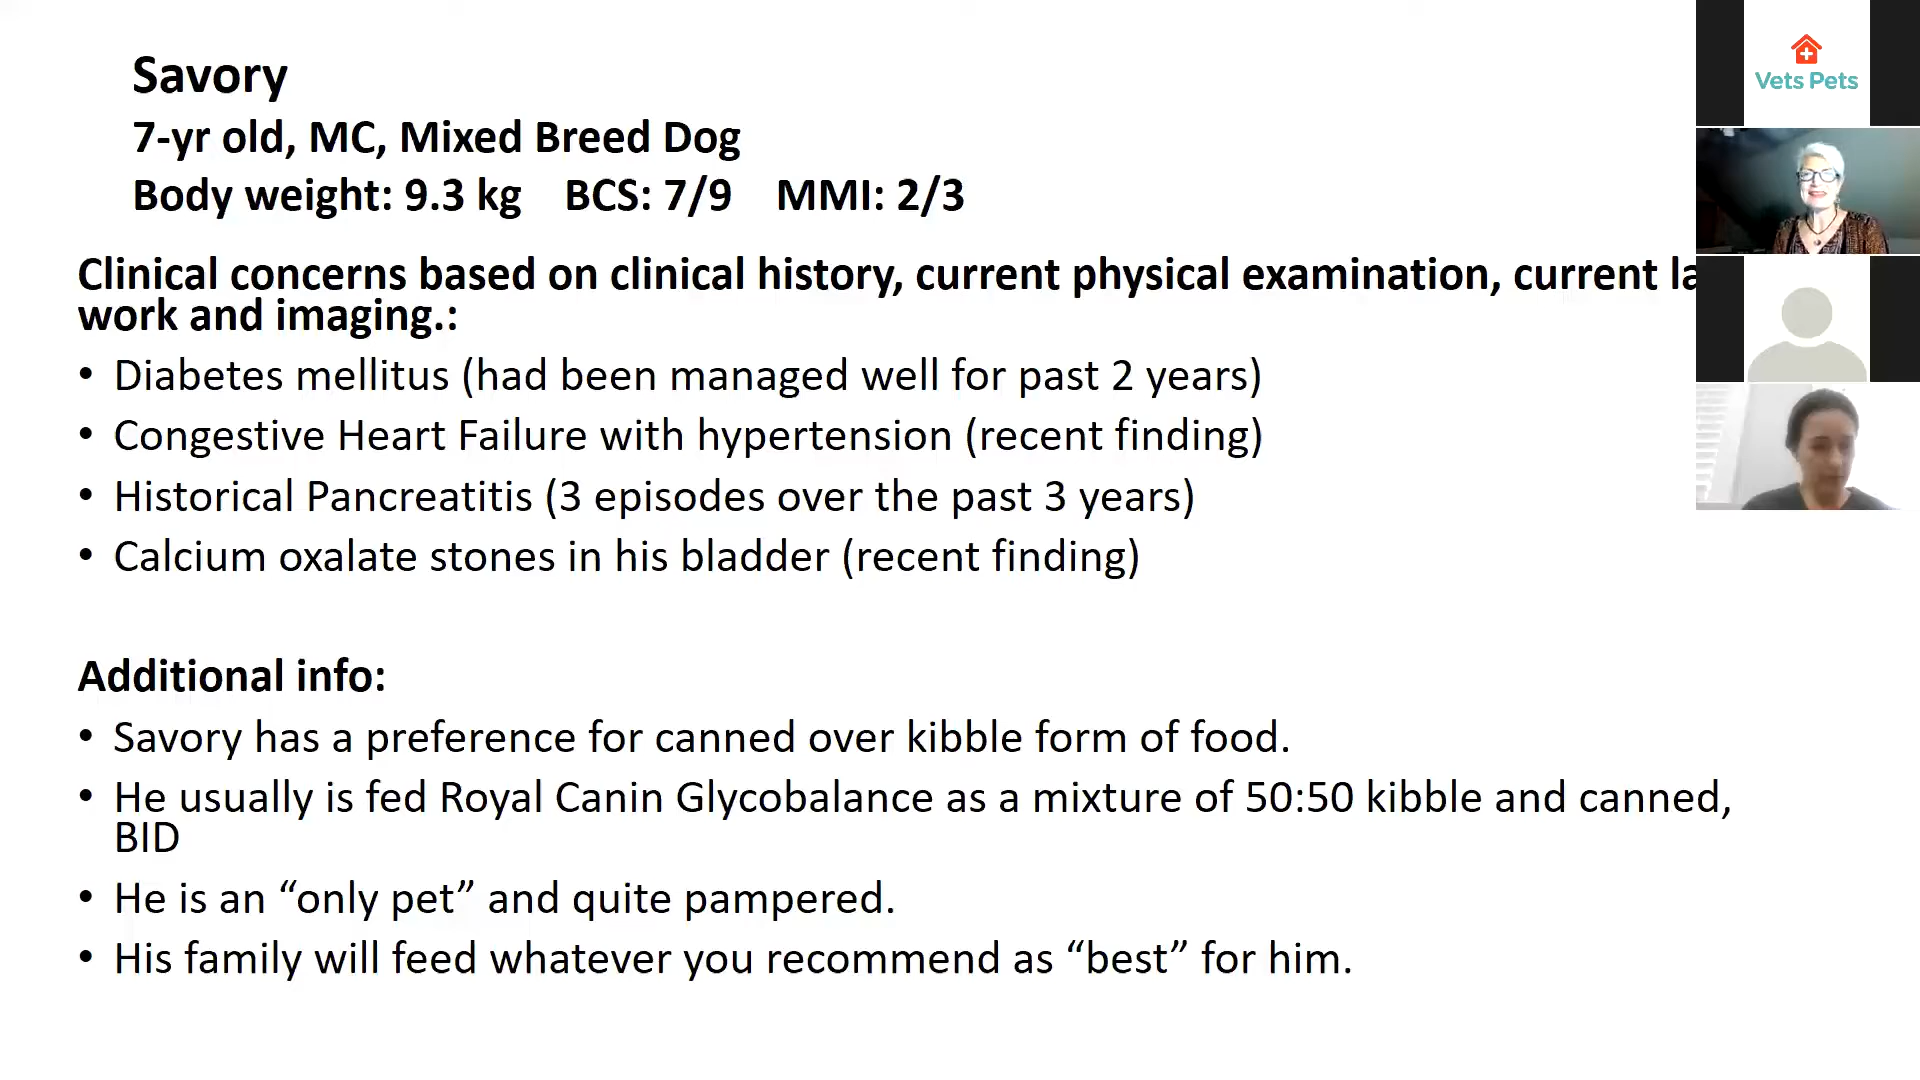 Savory
7-yr old, MC, Mixed Breed Dog
Body weight: 9.3 kg BCS: 7/9 MMI: 2/3
Clinical concerns based on clinical history, current physical examination, current
work and imaging.:
• Diabetes mellitus (had been managed well for past 2 years)
• Congestive Heart Failure with hypertension (recent finding)
• Historical Pancreatitis (3 episodes over the past 3 years)
• Calcium oxalate stones in his bladder (recent finding)
Additional info:
• Savory has a preference for canned over kibble form of food.
• He usually is fed Royal Canin Glycobalance as a mixture of 50:50 kibble and canned,
BID
• He is an “only pet” and quite pampered.
• His family will feed whatever you recommend as “best” for him.
Vets Pets